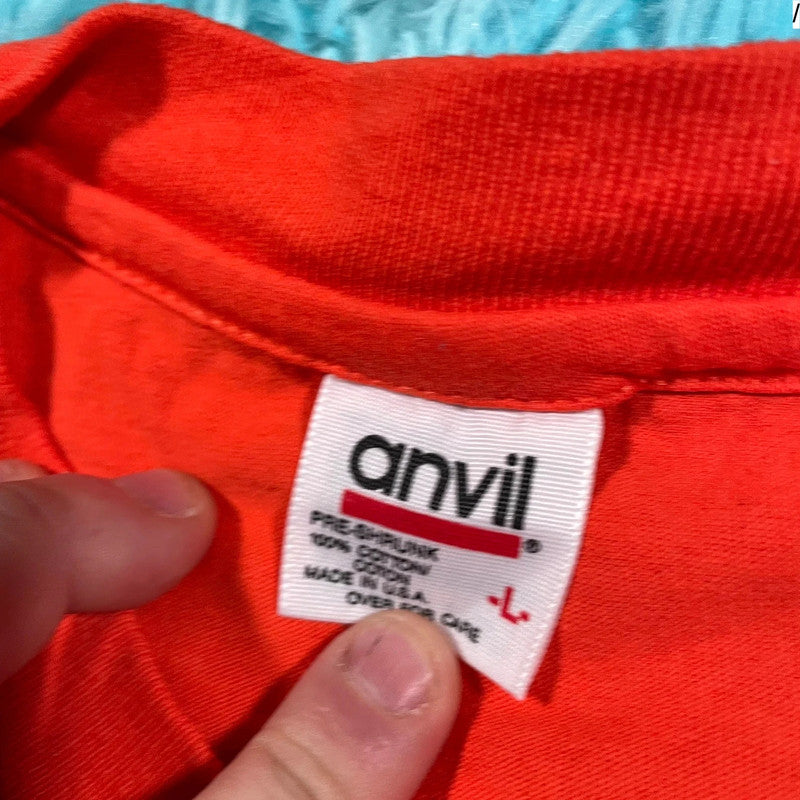 anvil®
PRE-SHRUNK
100% COTTON/
COTON
MADE IN U.S.A.
•L•
OVER FOR CARE